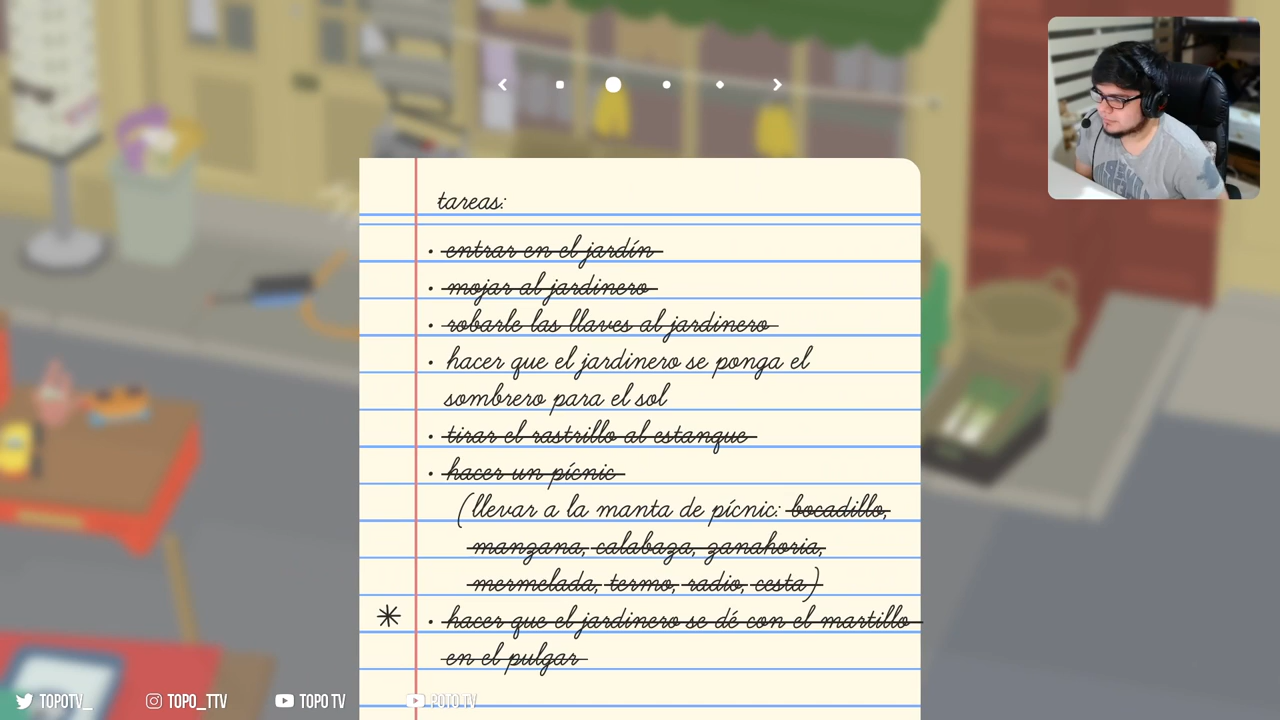 tareas:
• entrar en el jardín
• mojar al jardinero
• robarle las llaves al jardinero
• hacer que el jardinero se ponga el
sombrero para el sol
• tirar el rastrillo al estanque
• hacer un pícnic
(llevar a la manta de pícnic: bocadillo,
manzana, calabaza, zanahoria,
mermelada, termo, radio, cesta)
• hacer que el jardinero se dé con el martillo
en el pulgar
TOPOTV_ TOPO_TTV TOPO TV POTO TV